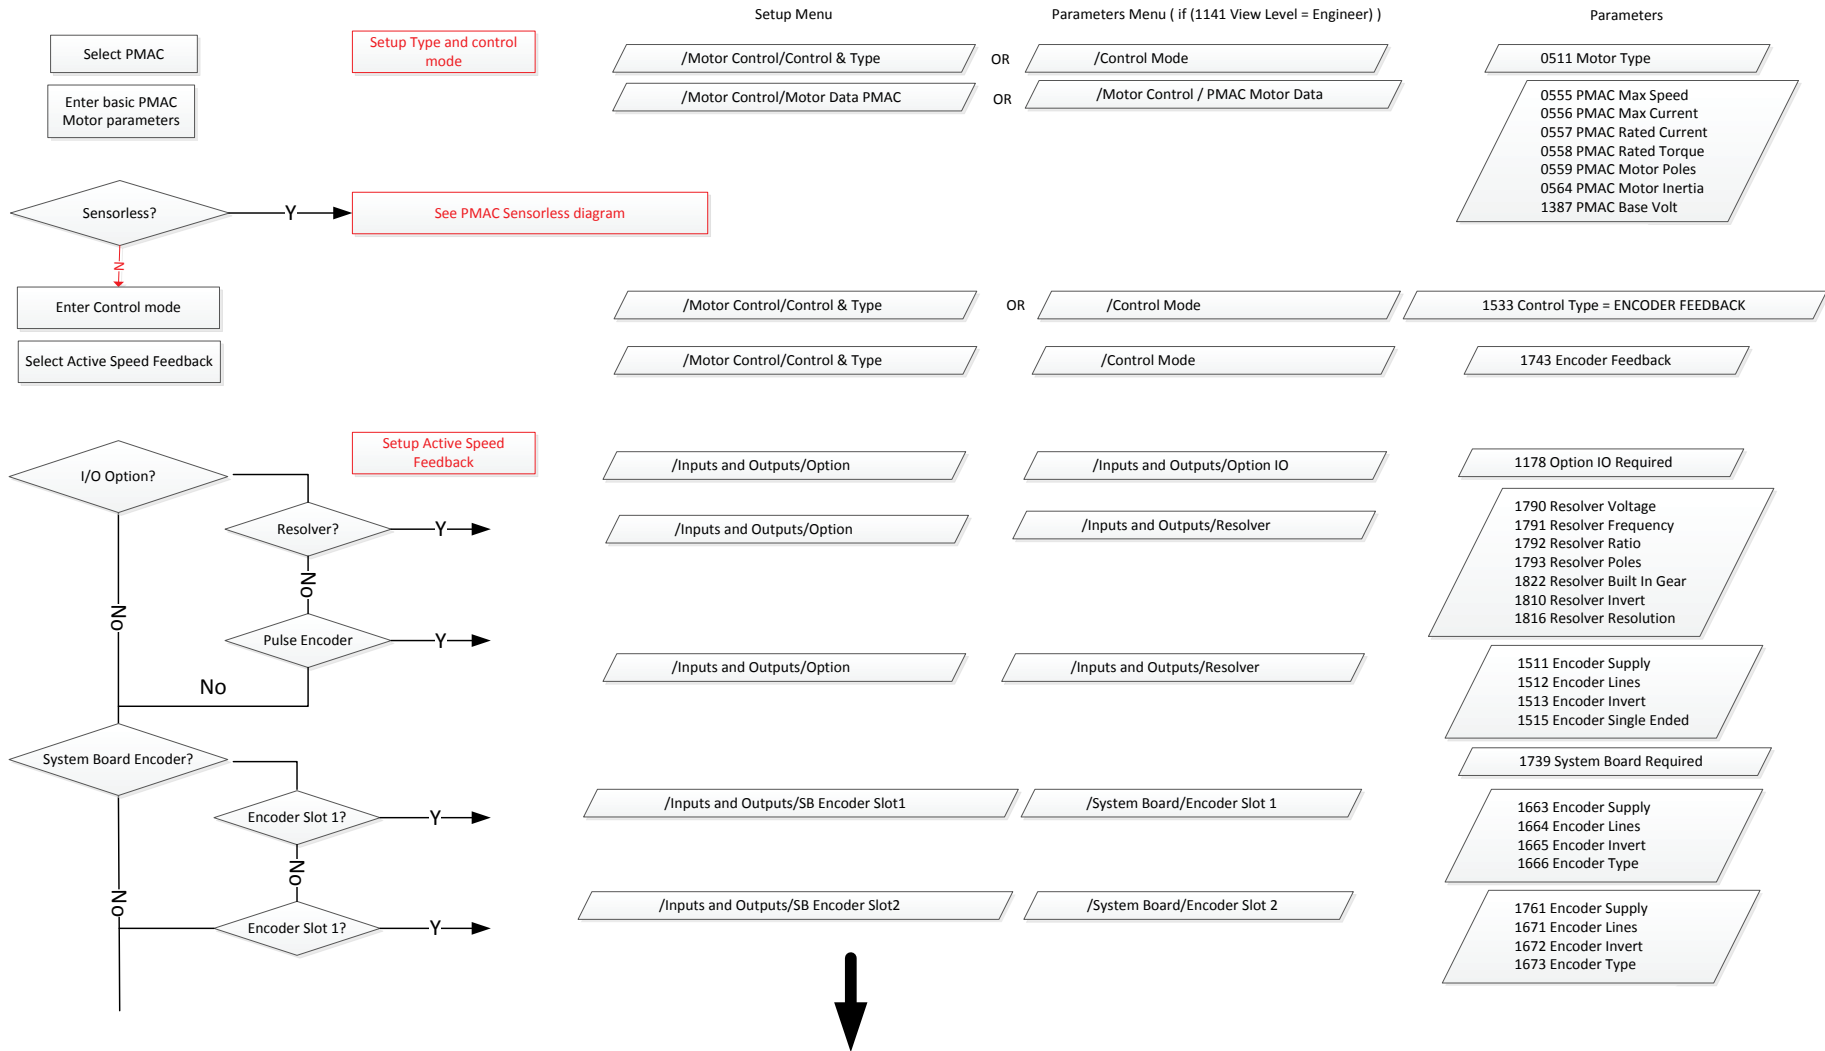 Setup Menu
Parameters Menu ( if (1141 View Level = Engineer) )
Parameters
Select PMAC
Setup Type and control
mode
/Motor Control/Control & Type
OR
/Control Mode
0511 Motor Type
Enter basic PMAC
Motor parameters
/Motor Control/Motor Data PMAC
OR
/Motor Control / PMAC Motor Data
0555 PMAC Max Speed
0556 PMAC Max Current
0557 PMAC Rated Current
0558 PMAC Rated Torque
0559 PMAC Motor Poles
0564 PMAC Motor Inertia
1387 PMAC Base Volt
Sensorless?
Y
See PMAC Sensorless diagram
N
Enter Control mode
/Motor Control/Control & Type
OR
/Control Mode
1533 Control Type = ENCODER FEEDBACK
Select Active Speed Feedback
/Motor Control/Control & Type
/Control Mode
1743 Encoder Feedback
Setup Active Speed
Feedback
I/O Option?
/Inputs and Outputs/Option
/Inputs and Outputs/Option IO
1178 Option IO Required
Resolver?
Y
/Inputs and Outputs/Option
/Inputs and Outputs/Resolver
1790 Resolver Voltage
1791 Resolver Frequency
1792 Resolver Ratio
1793 Resolver Poles
1822 Resolver Built In Gear
1810 Resolver Invert
1816 Resolver Resolution
No
No
Pulse Encoder
Y
/Inputs and Outputs/Option
/Inputs and Outputs/Resolver
1511 Encoder Supply
1512 Encoder Lines
1513 Encoder Invert
1515 Encoder Single Ended
No
System Board Encoder?
1739 System Board Required
Encoder Slot 1?
Y
/Inputs and Outputs/SB Encoder Slot1
/System Board/Encoder Slot 1
1663 Encoder Supply
1664 Encoder Lines
1665 Encoder Invert
1666 Encoder Type
No
No
Encoder Slot 1?
Y
/Inputs and Outputs/SB Encoder Slot2
/System Board/Encoder Slot 2
1761 Encoder Supply
1671 Encoder Lines
1672 Encoder Invert
1673 Encoder Type